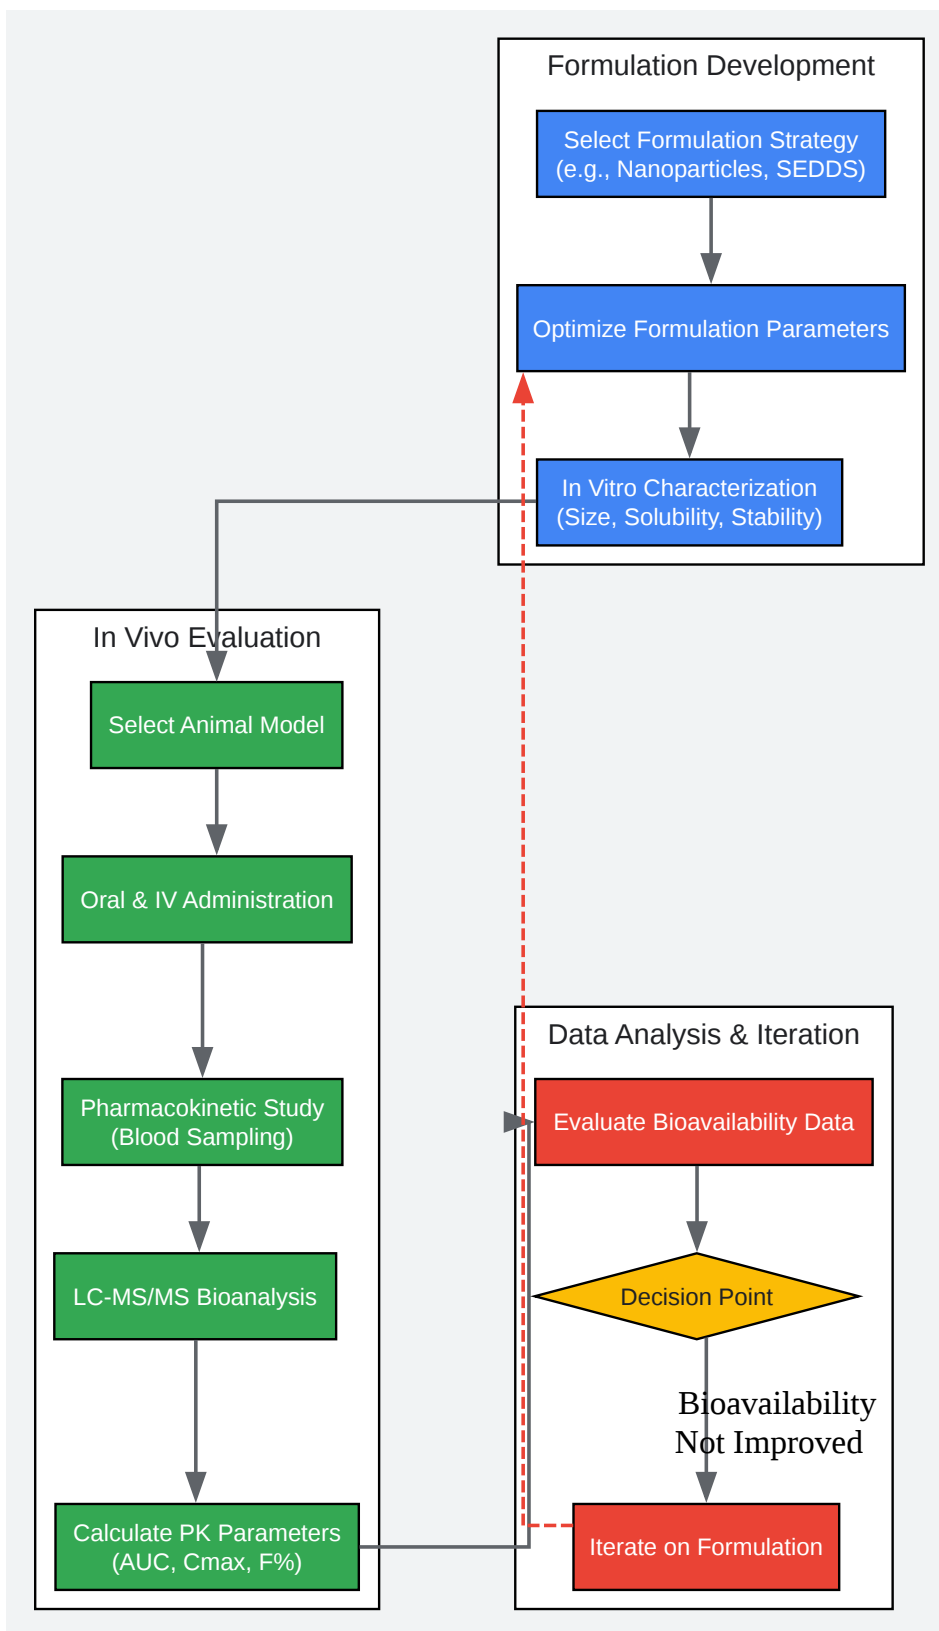 Formulation Development
Select Formulation Strategy
(e.g., Nanoparticles, SEDDS)
Optimize Formulation Parameters
In Vitro Characterization
(Size, Solubility, Stability)
In Vivo Evaluation
Select Animal Model
Oral & IV Administration
Pharmacokinetic Study
(Blood Sampling)
LC-MS/MS Bioanalysis
Calculate PK Parameters
(AUC, Cmax, F%)
Data Analysis & Iteration
Evaluate Bioavailability Data
Decision Point
Bioavailability
Not Improved
Iterate on Formulation